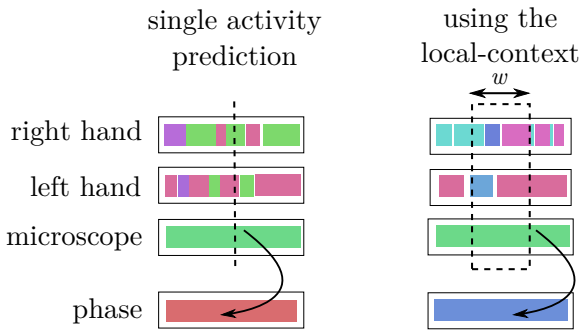 single activity
prediction
using the
local-context
w
right hand
left hand
microscope
phase